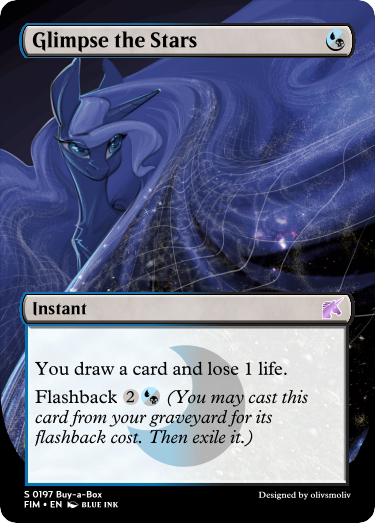 Glimpse the Stars
Instant
You draw a card and lose 1 life.
Flashback 2 (You may cast this
card from your graveyard for its
flashback cost. Then exile it.)
S 0197 Buy-a-Box
FIM • EN BLUE INK
Designed by olivsmoliv